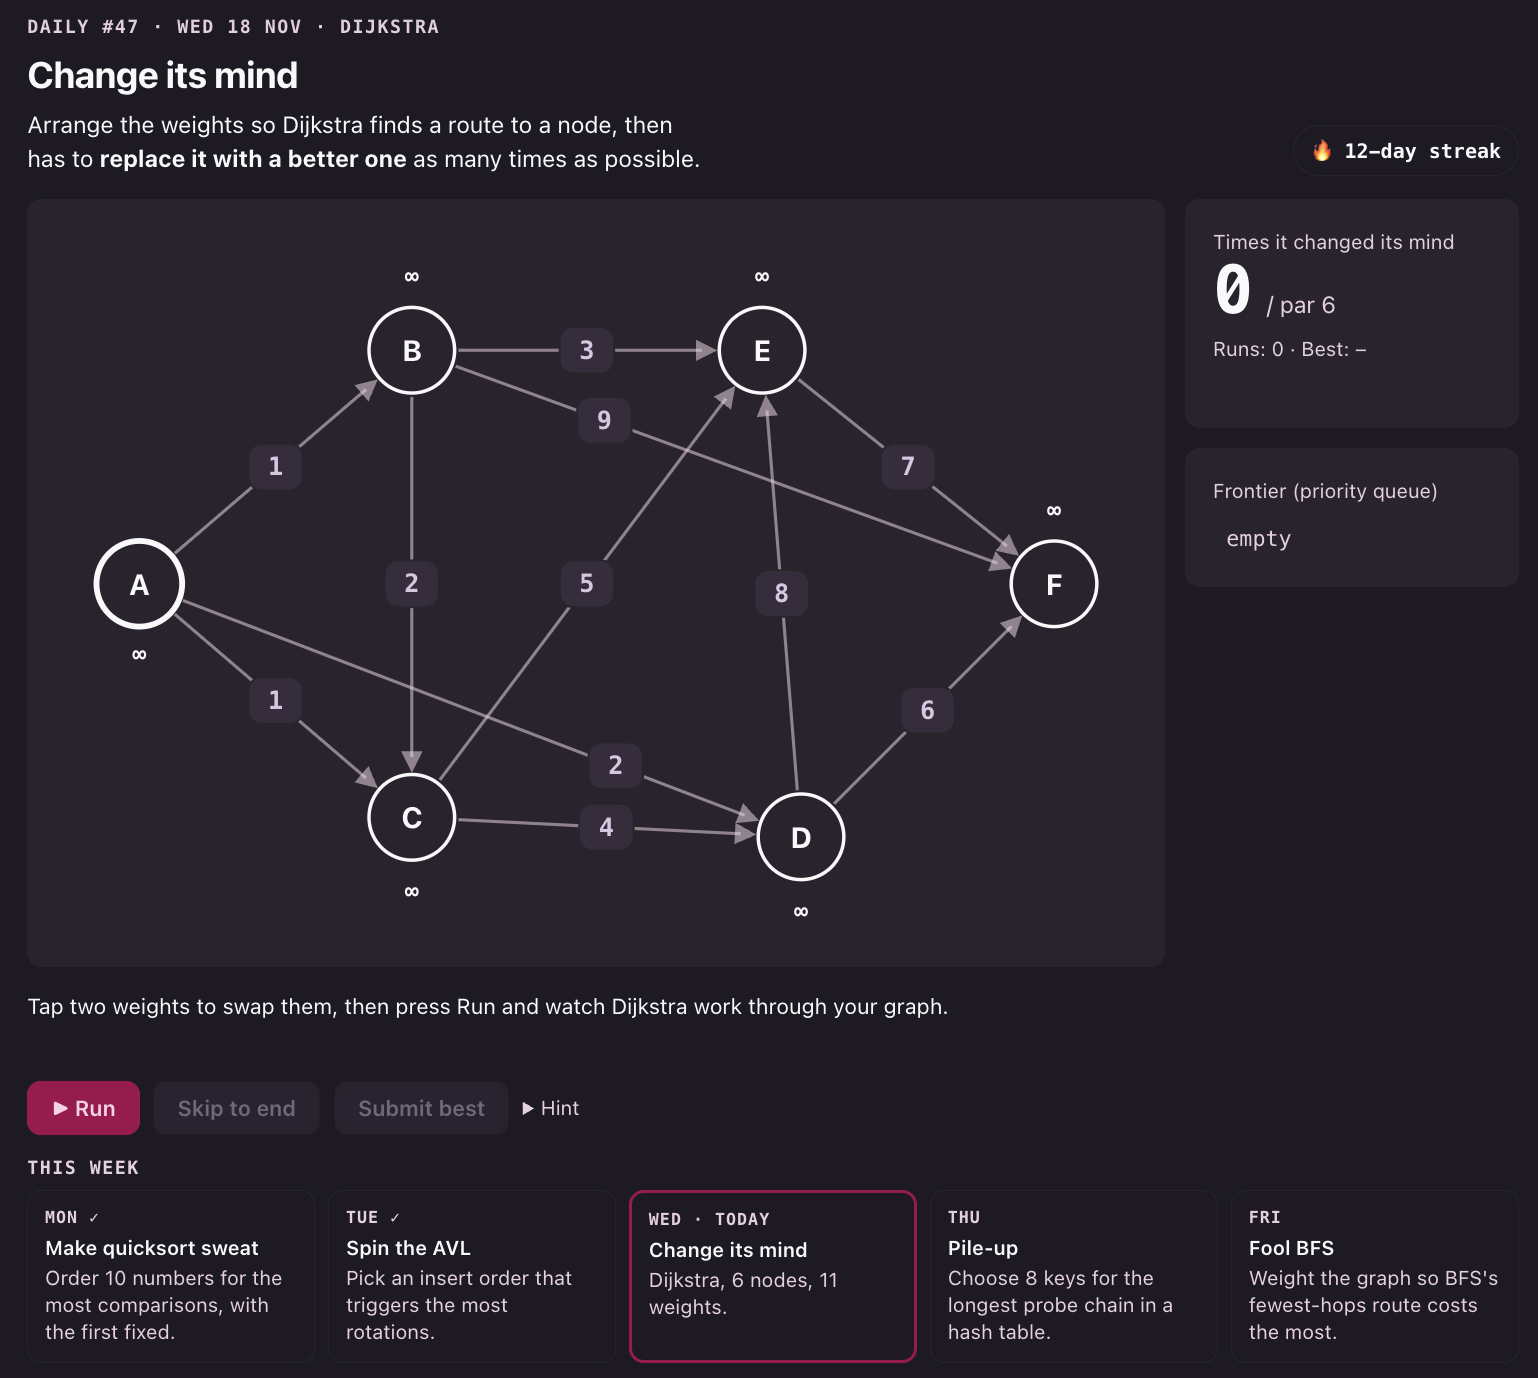 DAILY #47 · WED 18 NOV · DIJKSTRA
Change its mind
Arrange the weights so Dijkstra finds a route to a node, then
has to replace it with a better one as many times as possible.
🔥 12-day streak
∞
∞
B
3
E
9
1
7
∞
A
2
5
8
F
∞
1
2
6
C
4
D
∞
∞
Times it changed its mind
0 / par 6
Runs: 0 · Best: –
Frontier (priority queue)
empty
Tap two weights to swap them, then press Run and watch Dijkstra work through your graph.
▶ Run
Skip to end
Submit best
▶ Hint
THIS WEEK
MON ✓
Make quicksort sweat
Order 10 numbers for the
most comparisons, with
the first fixed.
TUE ✓
Spin the AVL
Pick an insert order that
triggers the most
rotations.
WED · TODAY
Change its mind
Dijkstra, 6 nodes, 11
weights.
THU
Pile-up
Choose 8 keys for the
longest probe chain in a
hash table.
FRI
Fool BFS
Weight the graph so BFS's
fewest-hops route costs
the most.